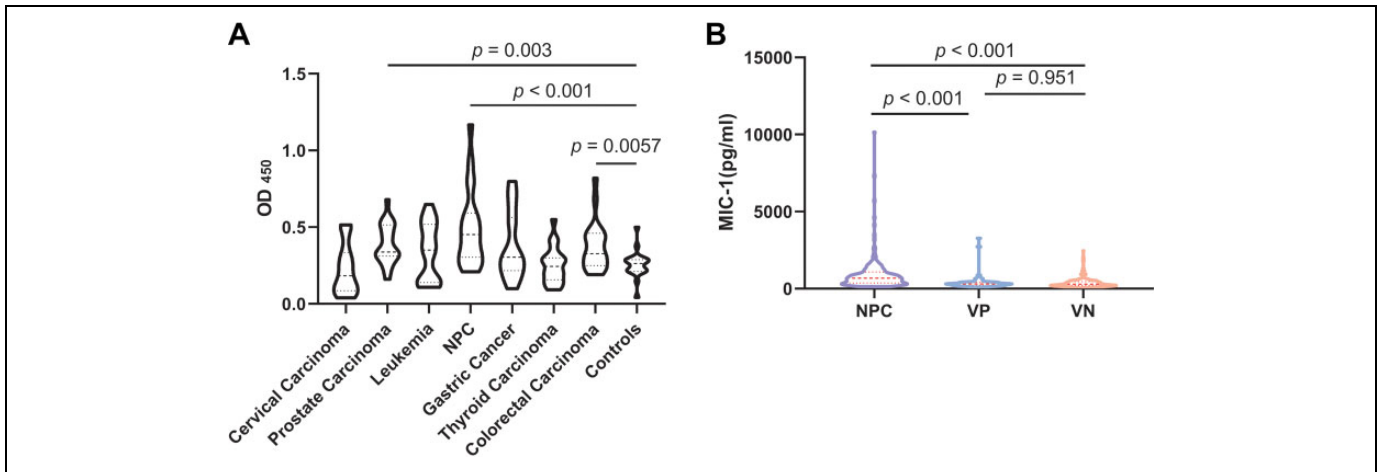 A
p = 0.003
1.5
p < 0.001
1.0
p = 0.0057
OD 450
0.5
0.0
Cervical Carcinoma
Prostate Carcinoma
Leukemia
NPC
Gastric Cancer
Thyroid Carcinoma
Colorectal Carcinoma
Controls
B
p < 0.001
15000
p = 0.951
p < 0.001
10000
MIC-1(pg/ml)
5000
0
NPC
VP
VN